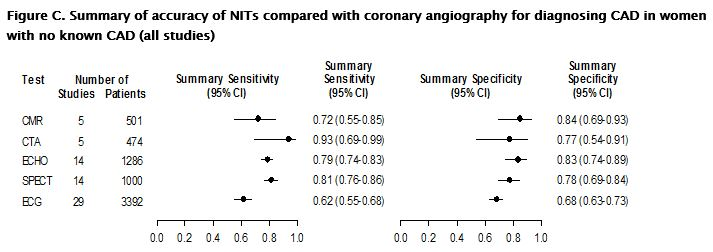 Figure C. Summary of accuracy of NITs compared with coronary angiography for diagnosing CAD in women
with no known CAD (all studies)
Test Number of Studies Patients Summary Sensitivity (95% CI) Summary Sensitivity (95% CI) Summary Specificity (95% CI) Summary Specificity (95% CI)
CMR 5 501 0.72 (0.55-0.85) 0.84 (0.69-0.93)
CTA 5 474 0.93 (0.69-0.99) 0.77 (0.54-0.91)
ECHO 14 1286 0.79 (0.74-0.83) 0.83 (0.74-0.89)
SPECT 14 1000 0.81 (0.76-0.86) 0.78 (0.69-0.84)
ECG 29 3392 0.62 (0.55-0.68) 0.68 (0.63-0.73)
0.0 0.2 0.4 0.6 0.8 1.0 0.0 0.2 0.4 0.6 0.8 1.0